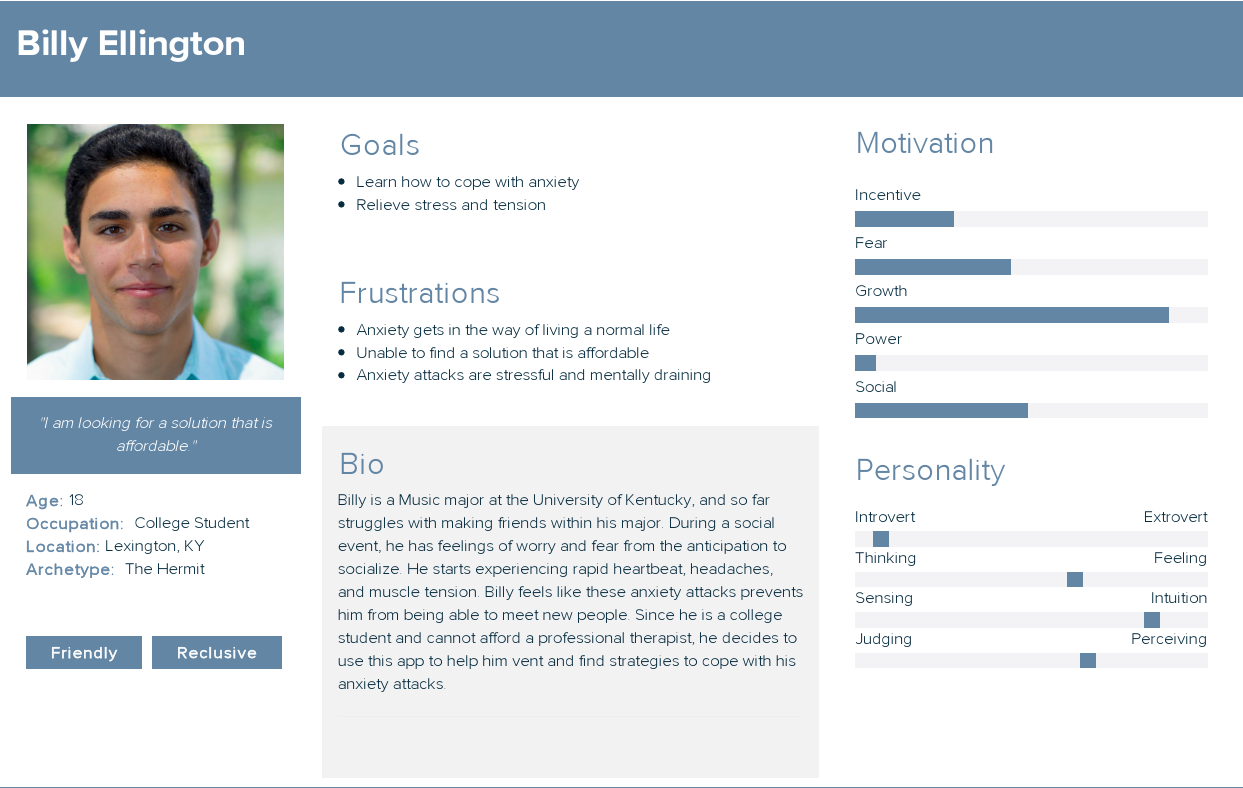 Billy Ellington
"I am looking for a solution that is
affordable."
Age: 18
Occupation: College Student
Location: Lexington, KY
Archetype: The Hermit
Friendly
Reclusive
Goals
Learn how to cope with anxiety
Relieve stress and tension
Frustrations
Anxiety gets in the way of living a normal life
Unable to find a solution that is affordable
Anxiety attacks are stressful and mentally draining
Bio
Billy is a Music major at the University of Kentucky, and so far
struggles with making friends within his major. During a social
event, he has feelings of worry and fear from the anticipation to
socialize. He starts experiencing rapid heartbeat, headaches,
and muscle tension. Billy feels like these anxiety attacks prevents
him from being able to meet new people. Since he is a college
student and cannot afford a professional therapist, he decides to
use this app to help him vent and find strategies to cope with his
anxiety attacks.
Motivation
Incentive
Fear
Growth
Power
Social
Personality
Introvert Extrovert
Thinking Feeling
Sensing Intuition
Judging Perceiving